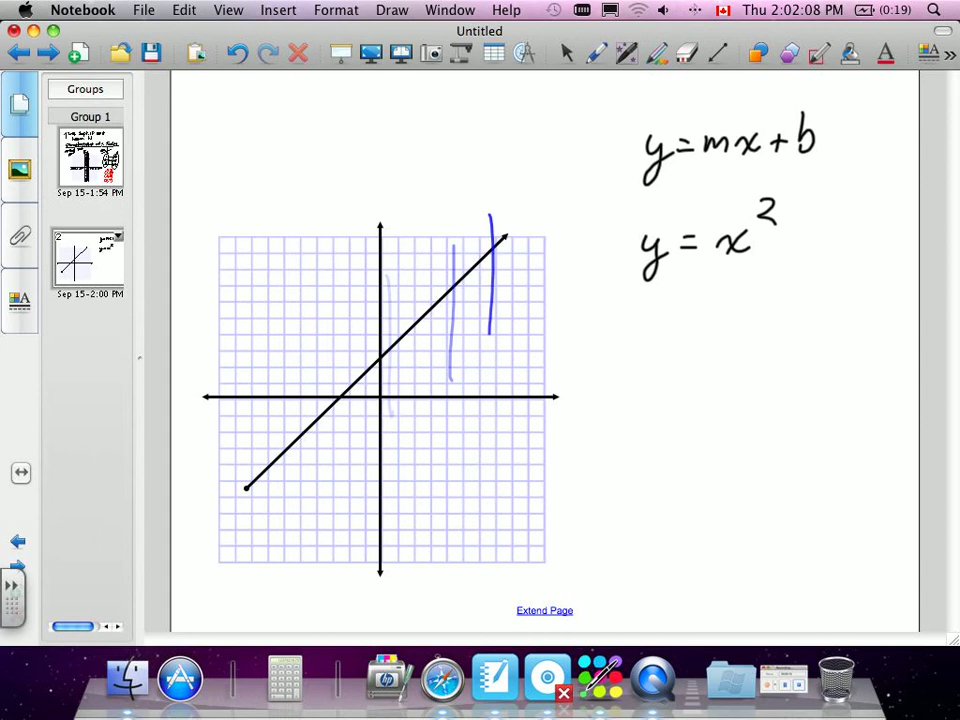 Notebook File Edit View Insert Format Draw Window Help Thu 2:02:08 PM (0:19)
Untitled
Groups
Group 1
Sep 15-1:54 PM
2
Sep 15-2:00 PM
y = mx + b
y = x²
Extend Page